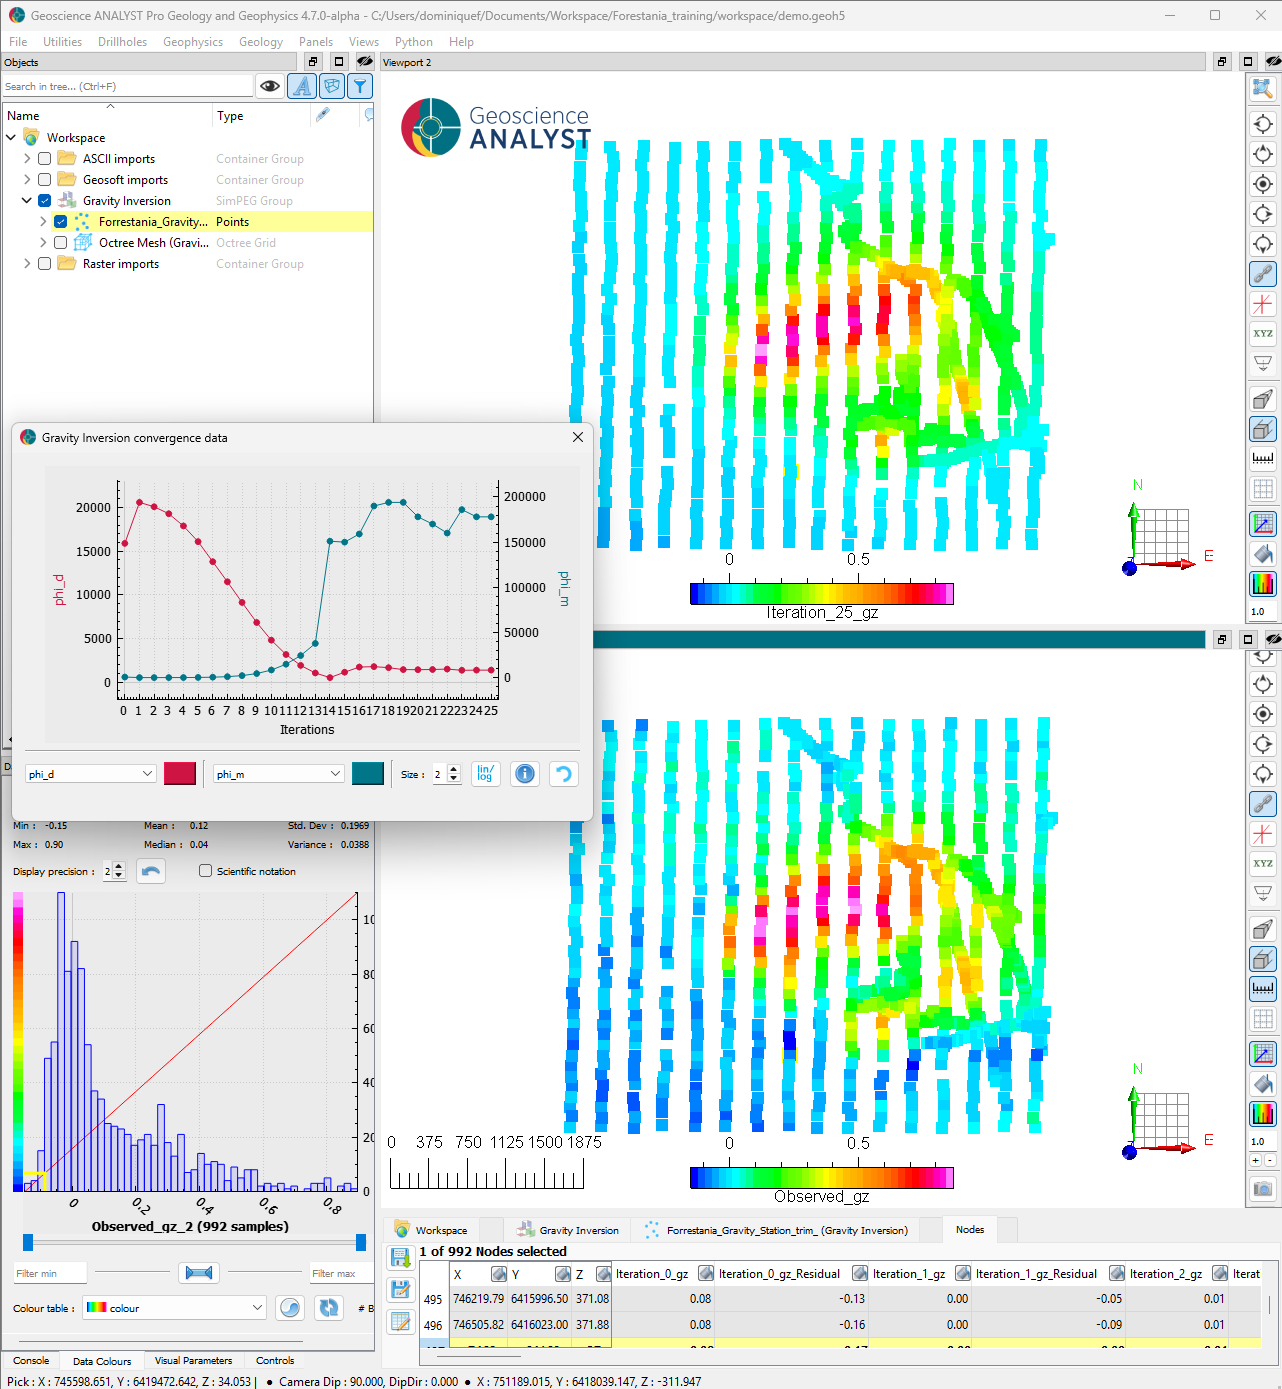 Geoscience ANALYST Pro Geology and Geophysics 4.7.0-alpha - C:/Users/dominiquef/Documents/Workspace/Forestania_training/workspace/demo.geoh5
File Utilities Drillholes Geophysics Geology Panels Views Python Help
Objects
Viewport 2
Search in tree... (Ctrl+F)
Name Type
Workspace
ASCII imports Container Group
Geosoft imports Container Group
Gravity Inversion SimPEG Group
Forrestania_Gravity... Points
Octree Mesh (Gravi... Octree Grid
Raster imports Container Group
Geoscience
ANALYST
N
E
0 0.5
Iteration_25_gz
XYZ
1.0
Gravity Inversion convergence data
20000
15000
10000
5000
0
phi_d
200000
150000
100000
50000
0
phi_m
0 1 2 3 4 5 6 7 8 9 10 11 12 13 14 15 16 17 18 19 20 21 22 23 24 25
Iterations
phi_d phi_m Size : 2 lin/log
Min : -0.15 Mean : 0.12 Std. Dev : 0.1969
Max : 0.90 Median : 0.04 Variance : 0.0388
Display precision : 2 Scientific notation
0 0.2 0.4 0.6 0.8
Observed_gz_2 (992 samples)
Filter min Filter max
Colour table : colour # B
Console Data Colours Visual Parameters Controls
XYZ
1.0
N
E
0 375 750 1125 1500 1875
0 0.5
Observed_gz
Workspace Gravity Inversion Forrestania_Gravity_Station_trim_ (Gravity Inversion) Nodes
1 of 992 Nodes selected
X Y Z Iteration_0_gz Iteration_0_gz_Residual Iteration_1_gz Iteration_1_gz_Residual Iteration_2_gz Iterat
495 746219.79 6415996.50 371.08 0.08 -0.13 0.00 -0.05 0.01
496 746505.82 6416023.00 371.88 0.08 -0.16 0.00 -0.09 0.01
Pick : X : 745598.651, Y : 6419472.642, Z : 34.053 | ● Camera Dip : 90.000, DipDir : 0.000 ● X : 751189.015, Y : 6418039.147, Z : -311.947